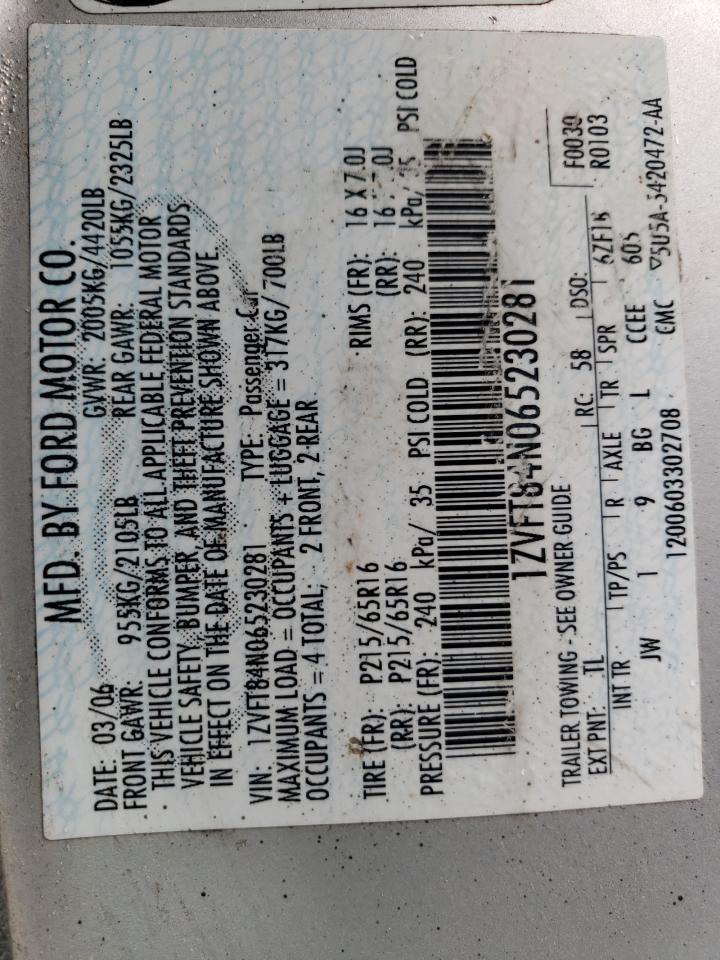 MFD. BY FORD MOTOR CO.
DATE: 03/06 GVWR: 2005KG/4420LB
FRONT GAWR: 955KG/2105LB REAR GAWR: 1055KG/2325LB
THIS VEHICLE CONFORMS TO ALL APPLICABLE FEDERAL MOTOR
VEHICLE SAFETY, BUMPER, AND THEFT PREVENTION STANDARDS
IN EFFECT ON THE DATE OF MANUFACTURE SHOWN ABOVE.
VIN: 1ZVFT84N065230281 TYPE: Passenger Car
MAXIMUM LOAD = OCCUPANTS + LUGGAGE = 317KG/ 700LB
OCCUPANTS = 4 TOTAL; 2 FRONT, 2-REAR
TIRE (FR): P215/65R16 RIMS (FR): 16 X 7.0J
(RR): P215/65R16 (RR): 16
PRESSURE (FR): 240 kPa/ 35 PSI COLD (RR): 240 kPa/ PSI COLD
1ZVFT84N065230281
F0039
R0103
TRAILER TOWING - SEE OWNER GUIDE
EXT PNT: TL RC: 58 DSO:
INT TR TP/PS R AXLE TR SPR
JW 1 9 BG L CCEE
1200603302708 CMC 5U5A-5420472-AA